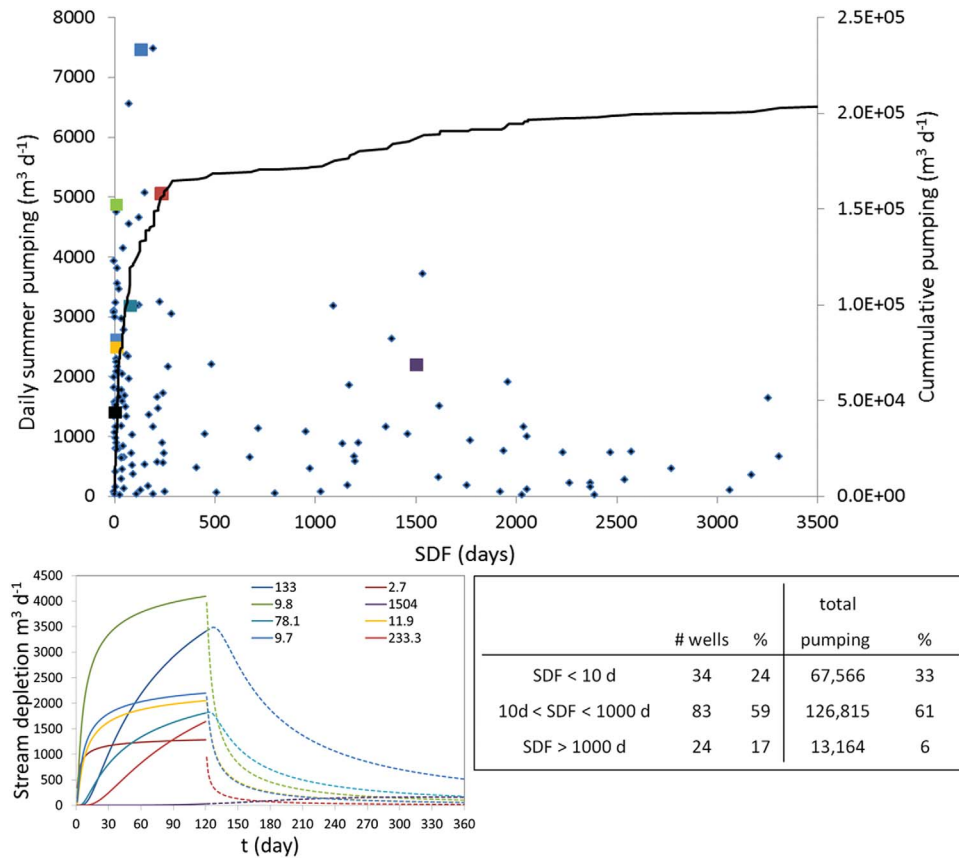 8000
7000
6000
5000
4000
3000
2000
1000
0
Daily summer pumping (m³ d⁻¹)
2.5E+05
2.0E+05
1.5E+05
1.0E+05
5.0E+04
0.0E+00
Cummulative pumping (m³ d⁻¹)
0 500 1000 1500 2000 2500 3000 3500
SDF (days)
4500
4000
3500
3000
2500
2000
1500
1000
500
0
Stream depletion m³ d⁻¹
133 2.7
9.8 1504
78.1 11.9
9.7 233.3
0 30 60 90 120 150 180 210 240 270 300 330 360
t (day)
total
# wells % pumping %
SDF < 10 d 34 24 67,566 33
10d < SDF < 1000 d 83 59 126,815 61
SDF > 1000 d 24 17 13,164 6